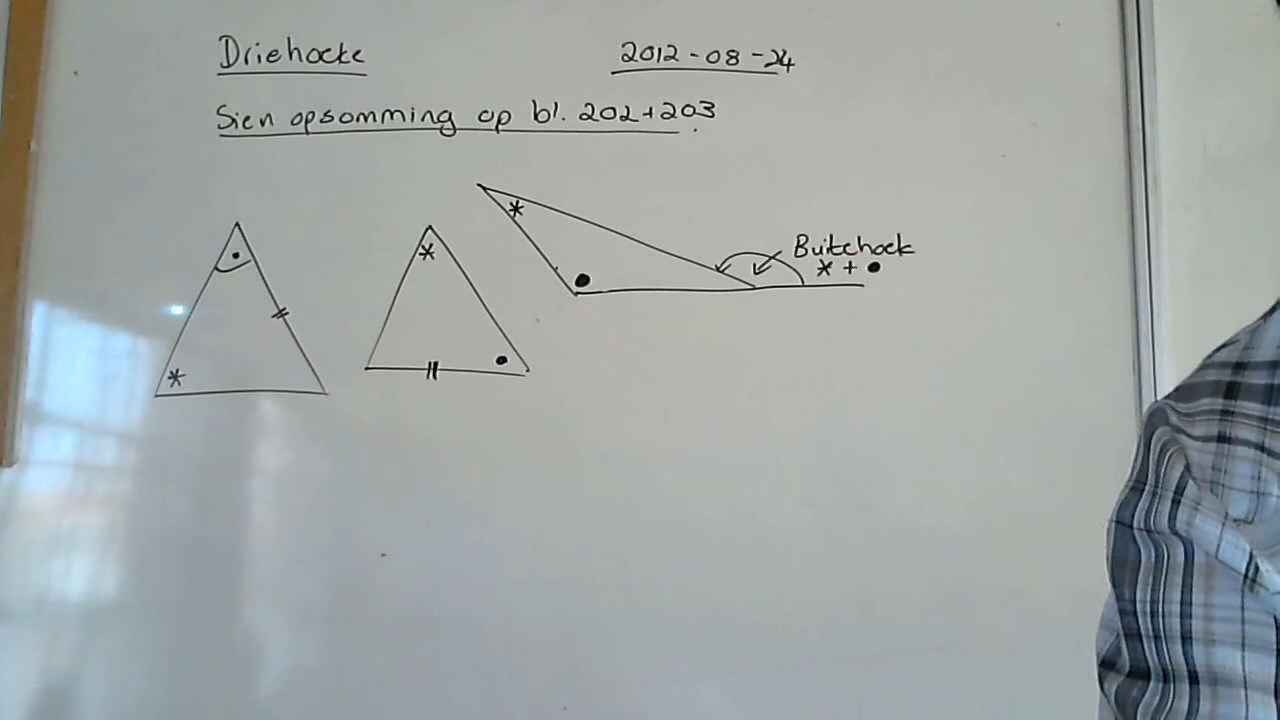 Driehoeke 2012-08-24
Sien opsomming op bl. 202+203
Buitehoek
* + •